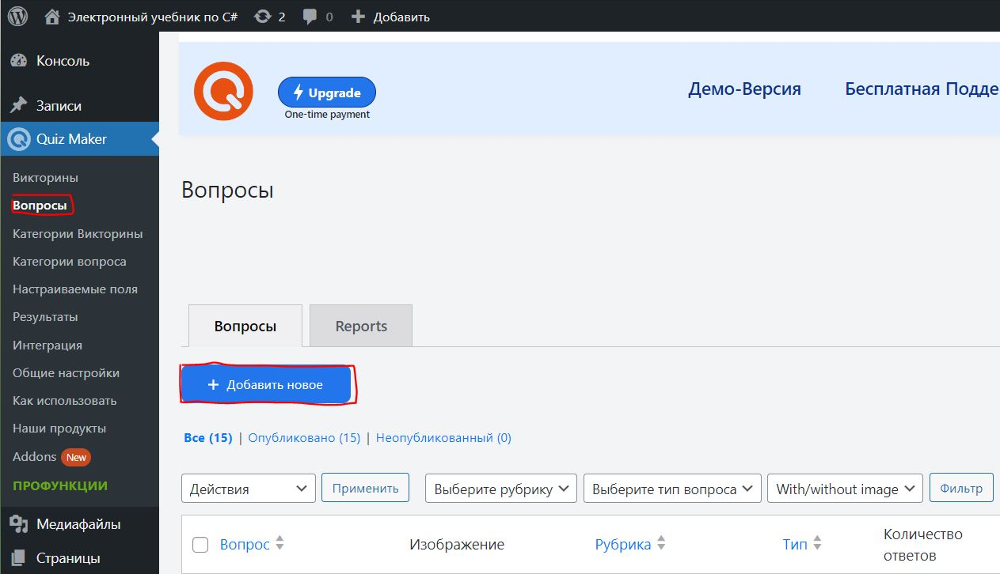 Электронный учебник по C# 2 0 + Добавить
Консоль
Записи
Quiz Maker
Викторины
Вопросы
Категории Викторины
Категории вопроса
Настраиваемые поля
Результаты
Интеграция
Общие настройки
Как использовать
Наши продукты
Addons New
ПРОФУНКЦИИ
Медиафайлы
Страницы
Upgrade
One-time payment
Демо-Версия Бесплатная Подде
Вопросы
Вопросы Reports
+ Добавить новое
Все (15) | Опубликовано (15) | Неопубликованный (0)
Действия Применить Выберите рубрику Выберите тип вопроса With/without image Фильтр
Вопрос Изображение Рубрика Тип Количество
ответов